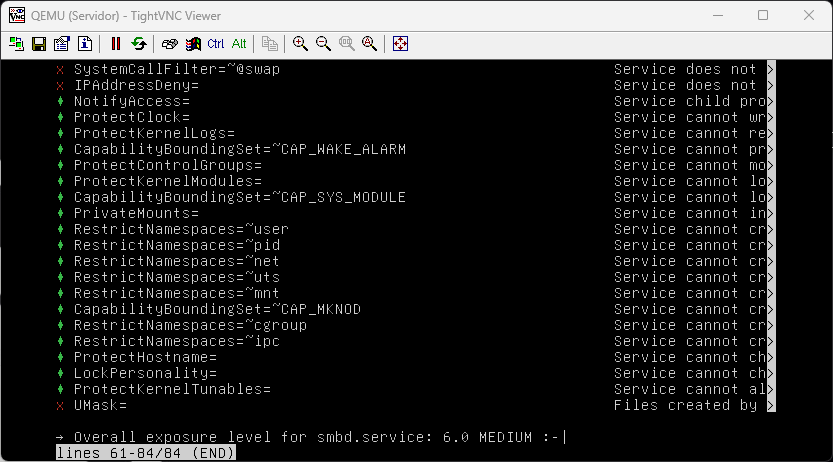 QEMU (Servidor) - TightVNC Viewer
Ctrl Alt
x SystemCallFilter=~@swap Service does not >
x IPAddressDeny= Service does not >
♦ NotifyAccess= Service child pro>
♦ ProtectClock= Service cannot wr>
♦ ProtectKernelLogs= Service cannot re>
♦ CapabilityBoundingSet=~CAP_WAKE_ALARM Service cannot pr>
♦ ProtectControlGroups= Service cannot mo>
♦ ProtectKernelModules= Service cannot lo>
♦ CapabilityBoundingSet=~CAP_SYS_MODULE Service cannot lo>
♦ PrivateMounts= Service cannot in>
♦ RestrictNamespaces=~user Service cannot cr>
♦ RestrictNamespaces=~pid Service cannot cr>
♦ RestrictNamespaces=~net Service cannot cr>
♦ RestrictNamespaces=~uts Service cannot cr>
♦ RestrictNamespaces=~mnt Service cannot cr>
♦ CapabilityBoundingSet=~CAP_MKNOD Service cannot cr>
♦ RestrictNamespaces=~cgroup Service cannot cr>
♦ RestrictNamespaces=~ipc Service cannot cr>
♦ ProtectHostname= Service cannot ch>
♦ LockPersonality= Service cannot ch>
♦ ProtectKernelTunables= Service cannot al>
x UMask= Files created by >
→ Overall exposure level for smbd.service: 6.0 MEDIUM :-|
lines 61-84/84 (END)